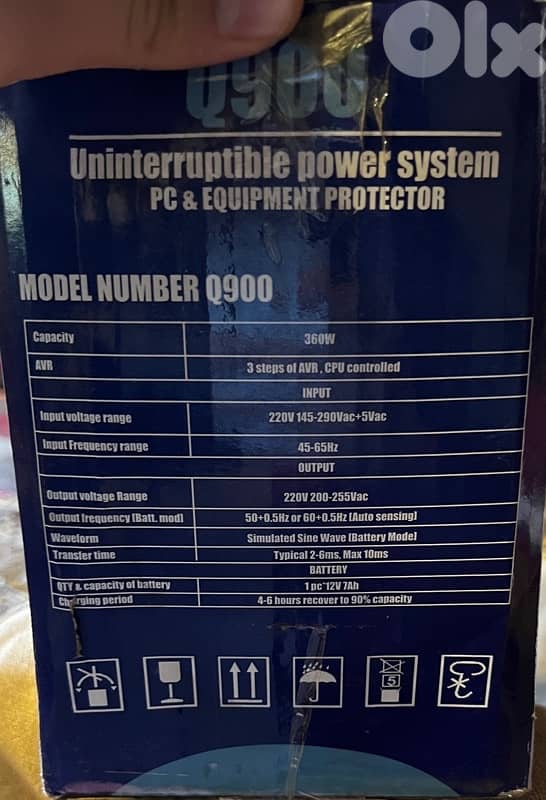 Olx
Q900
Uninterruptible power system
PC & EQUIPMENT PROTECTOR
MODEL NUMBER Q900
Capacity 360W
AVR 3 steps of AVR , CPU controlled
INPUT
Input voltage range 220V 145-290Vac+5Vac
Input Frequency range 45-65Hz
OUTPUT
Output voltage Range 220V 200-255Vac
Output frequency [Batt. mod] 50+0.5Hz or 60+0.5Hz [Auto sensing]
Waveform Simulated Sine Wave [Battery Mode]
Transfer time Typical 2-6ms, Max 10ms
BATTERY
QTY & capacity of battery 1 pc~12V 7Ah
Charging period 4-6 hours recover to 90% capacity
5